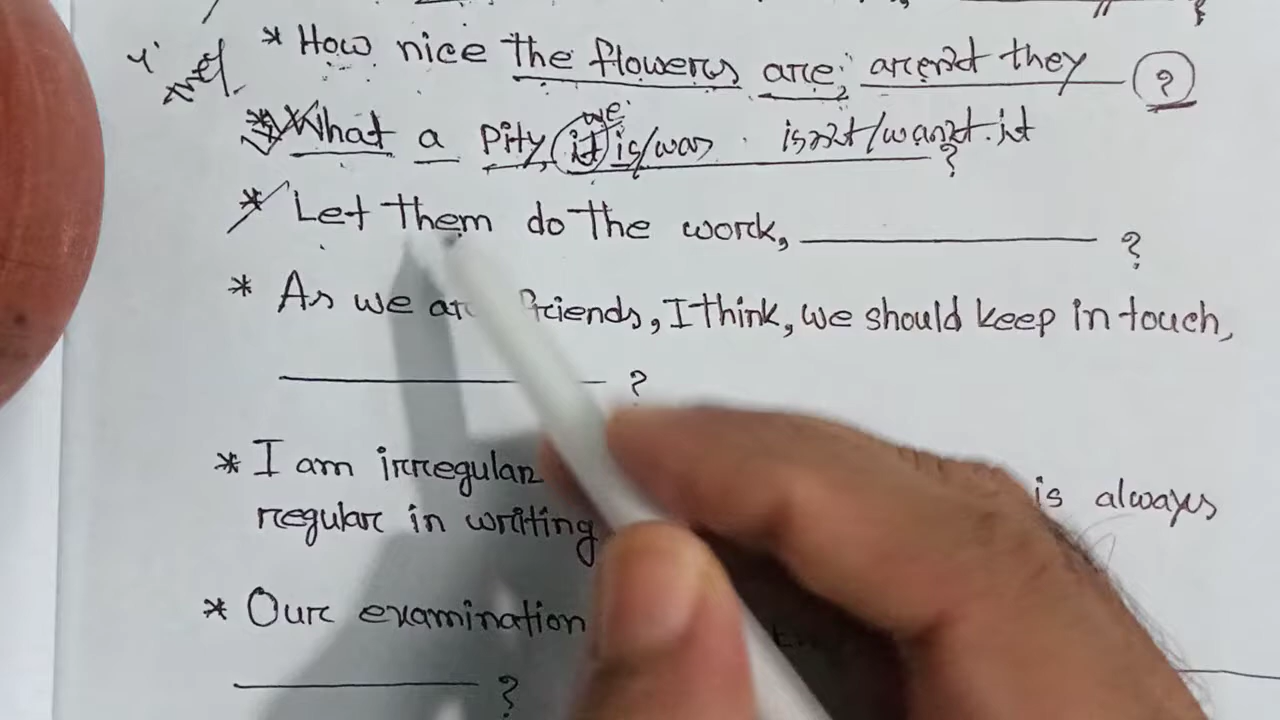 * How nice the flowers are, aren't they ?
we
* What a pity, it is/was isn't/wasn't it ?
* Let them do the work, ?
* As we are friends, I think, we should keep in touch,
?
* I am irregular is always
regular in writing
* Our examination
?